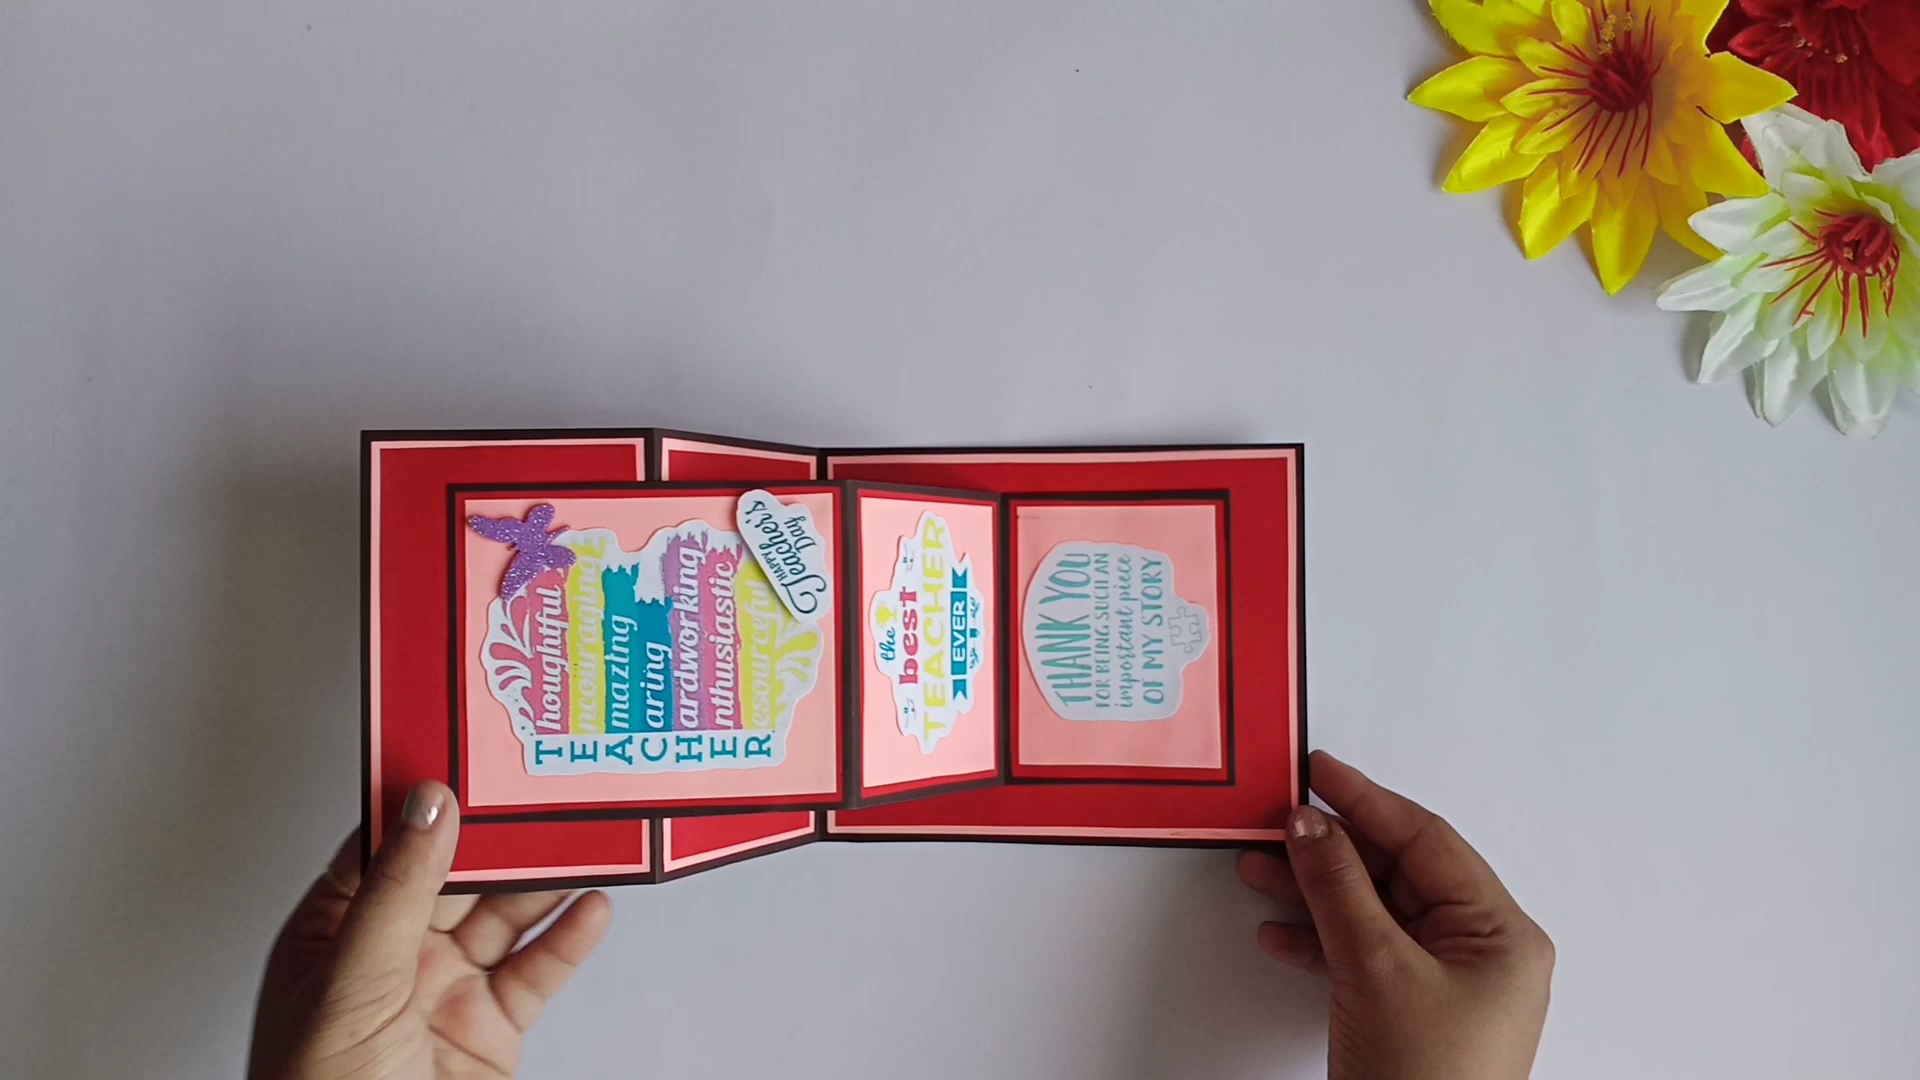 Thoughtful
Encouraging
Amazing
Caring
Hardworking
Enthusiastic
Resourceful
HAPPY
Teacher's
Day
the
best
TEACHER
EVER
THANK YOU
FOR BEING SUCH AN
important piece
OF MY STORY